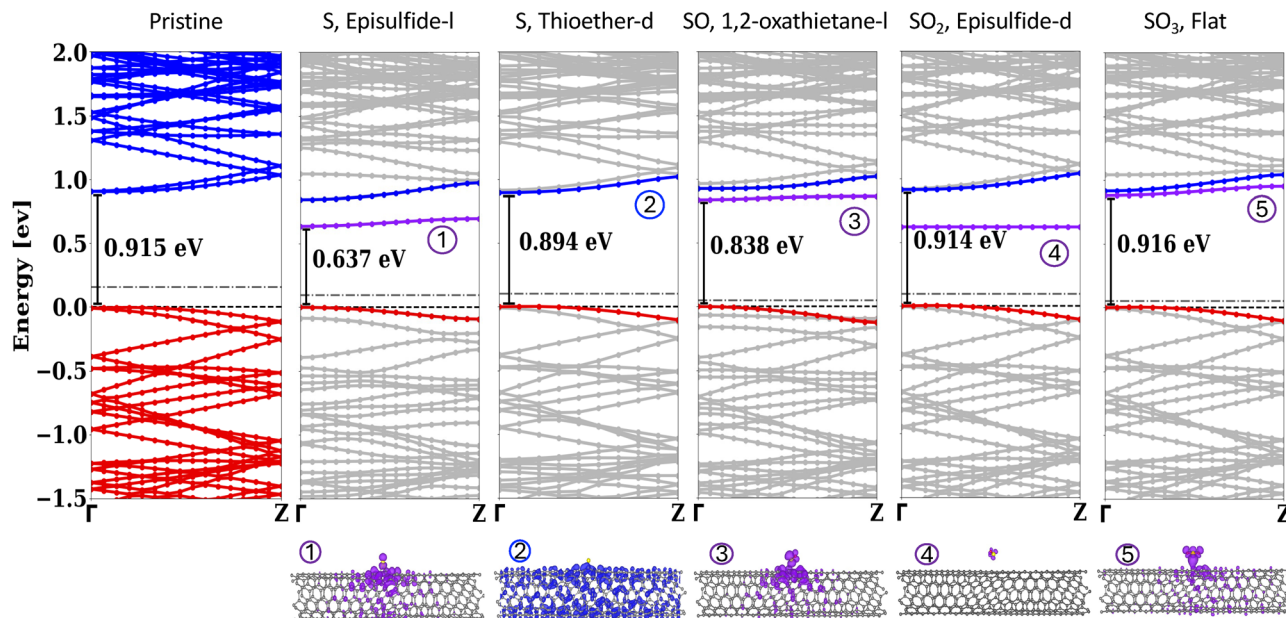 Pristine
S, Episulfide-l
S, Thioether-d
SO, 1,2-oxathietane-l
SO₂, Episulfide-d
SO₃, Flat
Energy [ev]
2.0
1.5
1.0
0.5
0.0
−0.5
−1.0
−1.5
0.915 eV
0.637 eV
0.894 eV
0.838 eV
0.914 eV
0.916 eV
1
2
3
4
5
Γ Z
Γ Z
Γ Z
Γ Z
Γ Z
Γ Z
1
2
3
4
5